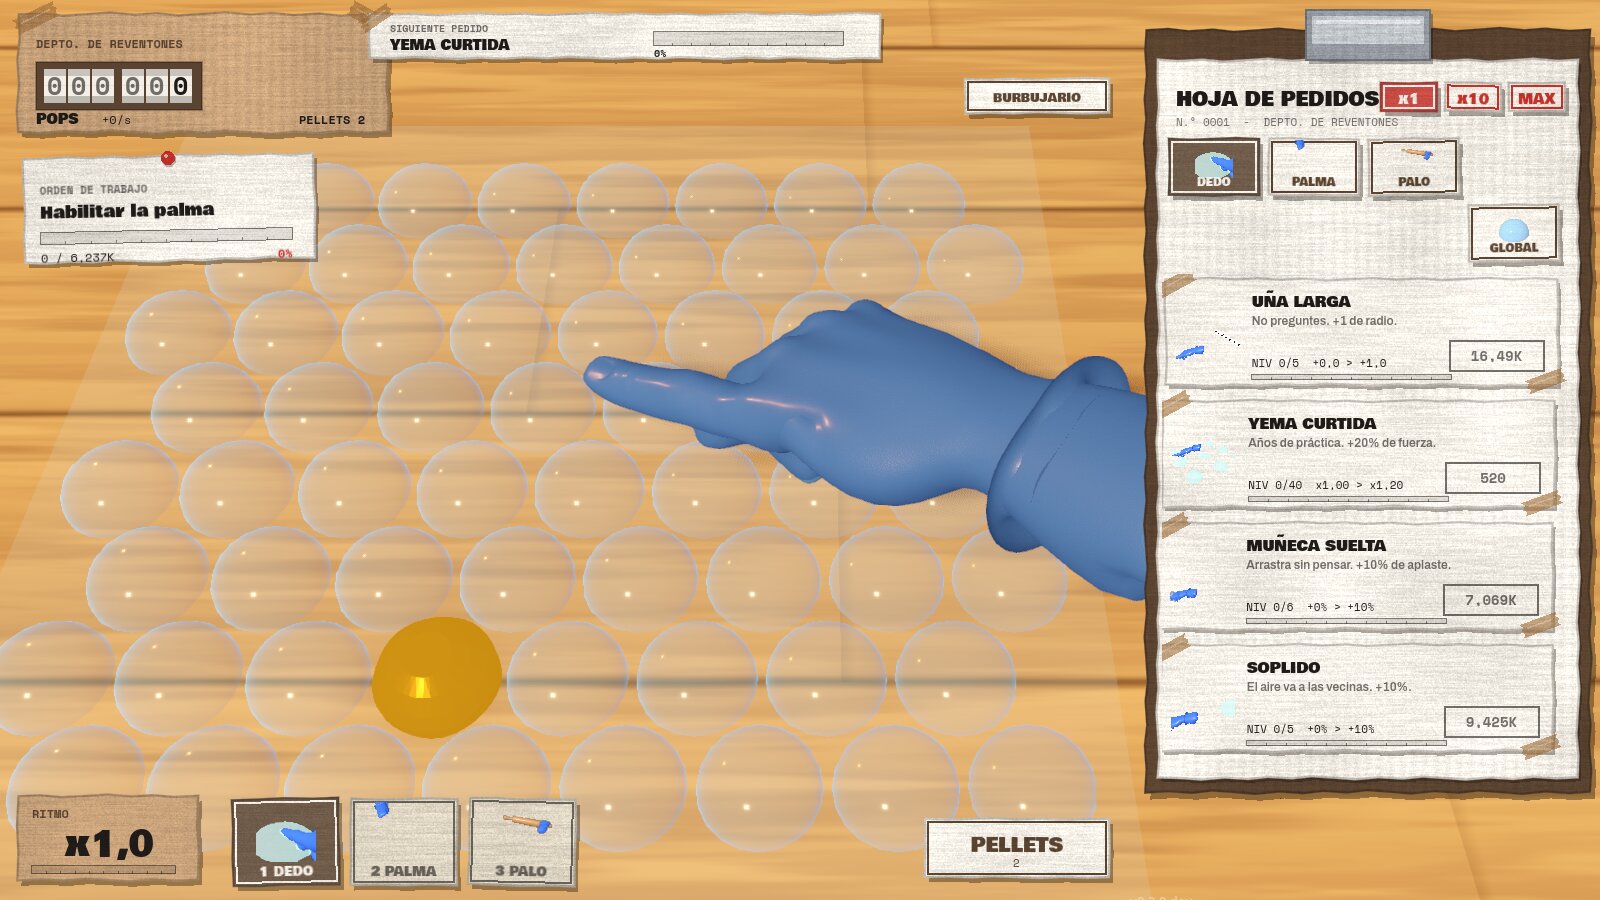 DEPTO. DE REVENTONES
000000
POPS +0/s PELLETS 2
SIGUIENTE PEDIDO
YEMA CURTIDA
0%
BURBUJARIO
ORDEN DE TRABAJO
Habilitar la palma
0 / 6,237K 0%
HOJA DE PEDIDOS x1 x10 MAX
N.° 0001 - DEPTO. DE REVENTONES
DEDO PALMA PALO
GLOBAL
UÑA LARGA
No preguntes. +1 de radio.
NIV 0/5 +0,0 > +1,0 16,49K
YEMA CURTIDA
Años de práctica. +20% de fuerza.
NIV 0/40 x1,00 > x1,20 520
MUÑECA SUELTA
Arrastra sin pensar. +10% de aplaste.
NIV 0/6 +0% > +10% 7,069K
SOPLIDO
El aire va a las vecinas. +10%.
NIV 0/5 +0% > +10% 9,425K
RITMO
x1,0
1 DEDO 2 PALMA 3 PALO
PELLETS
2